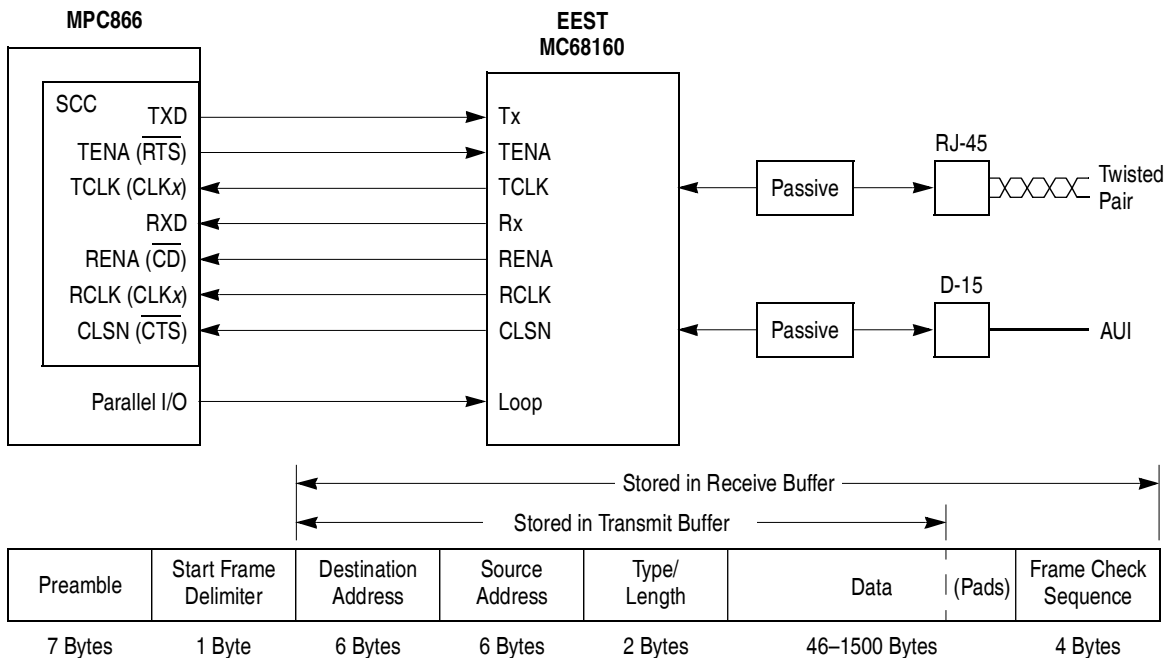 MPC866
EEST
MC68160
SCC
TXD
TENA (RTS)
TCLK (CLKx)
RXD
RENA (CD)
RCLK (CLKx)
CLSN (CTS)
Parallel I/O
Tx
TENA
TCLK
Rx
RENA
RCLK
CLSN
Loop
Passive
RJ-45
Twisted
Pair
Passive
D-15
AUI
Stored in Receive Buffer
Stored in Transmit Buffer
Preamble
Start Frame
Delimiter
Destination
Address
Source
Address
Type/
Length
Data
(Pads)
Frame Check
Sequence
7 Bytes
1 Byte
6 Bytes
6 Bytes
2 Bytes
46–1500 Bytes
4 Bytes